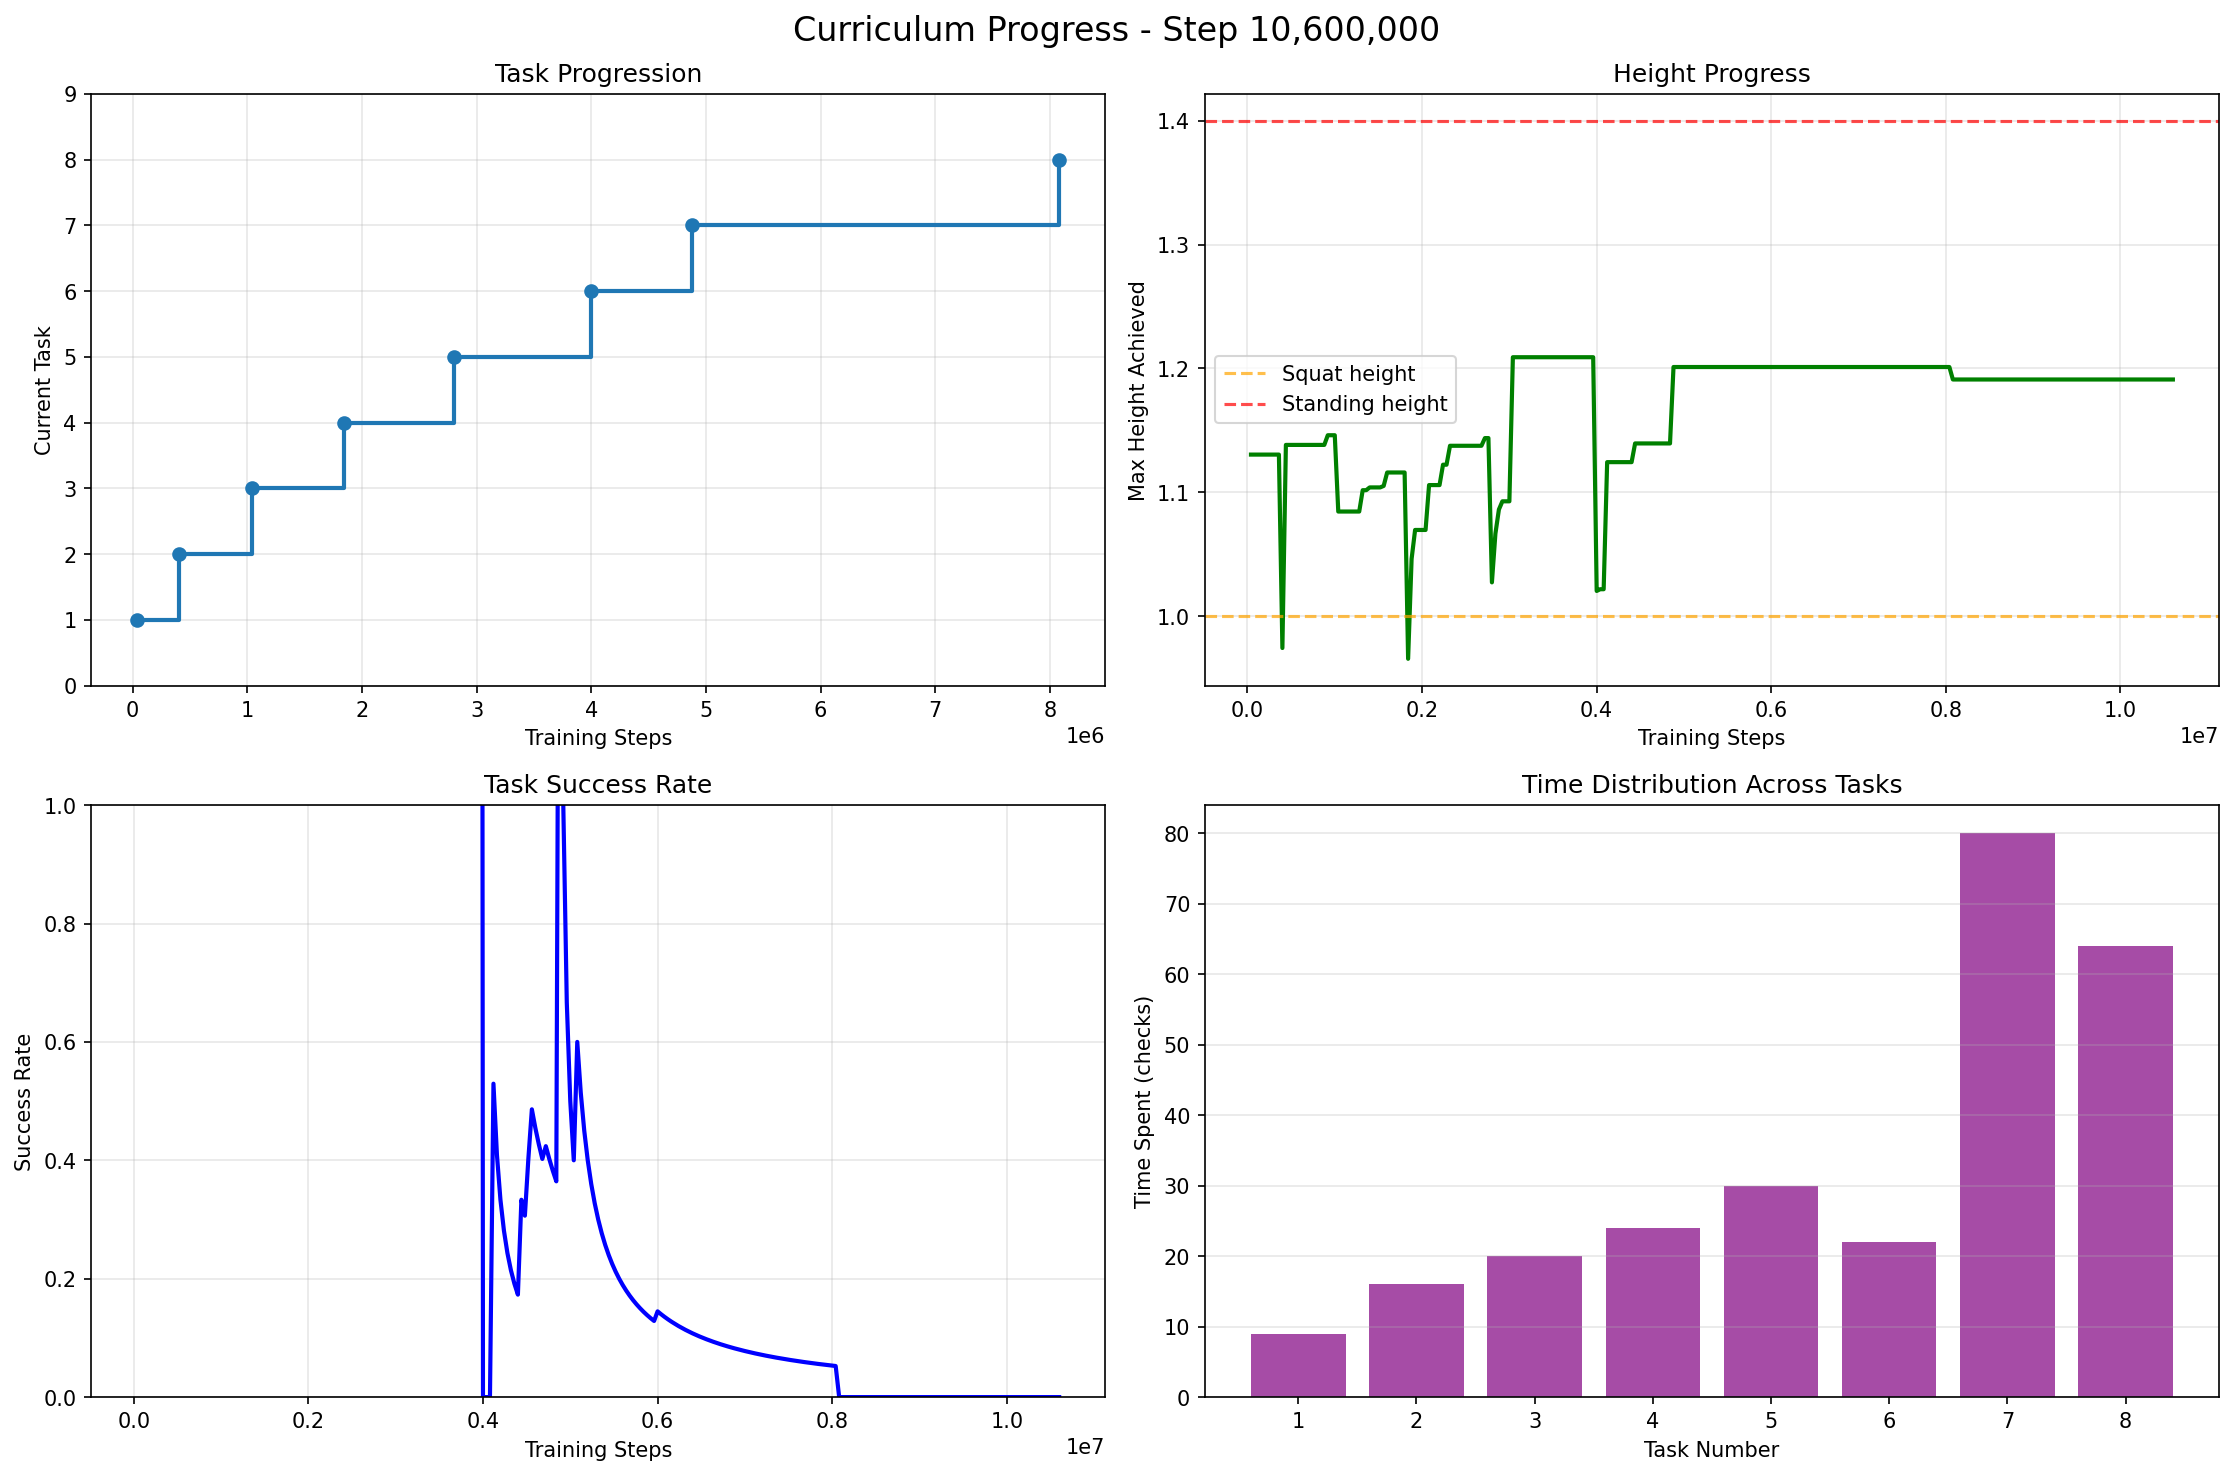 Curriculum Progress - Step 10,600,000
Task Progression
9
8
7
6
5
4
3
2
1
0
Current Task
0 1 2 3 4 5 6 7 8
1e6
Training Steps
Height Progress
1.4
1.3
1.2
1.1
1.0
Max Height Achieved
Squat height
Standing height
0.0 0.2 0.4 0.6 0.8 1.0
1e7
Training Steps
Task Success Rate
1.0
0.8
0.6
0.4
0.2
0.0
Success Rate
0.0 0.2 0.4 0.6 0.8 1.0
1e7
Training Steps
Time Distribution Across Tasks
80
70
60
50
40
30
20
10
0
Time Spent (checks)
1 2 3 4 5 6 7 8
Task Number